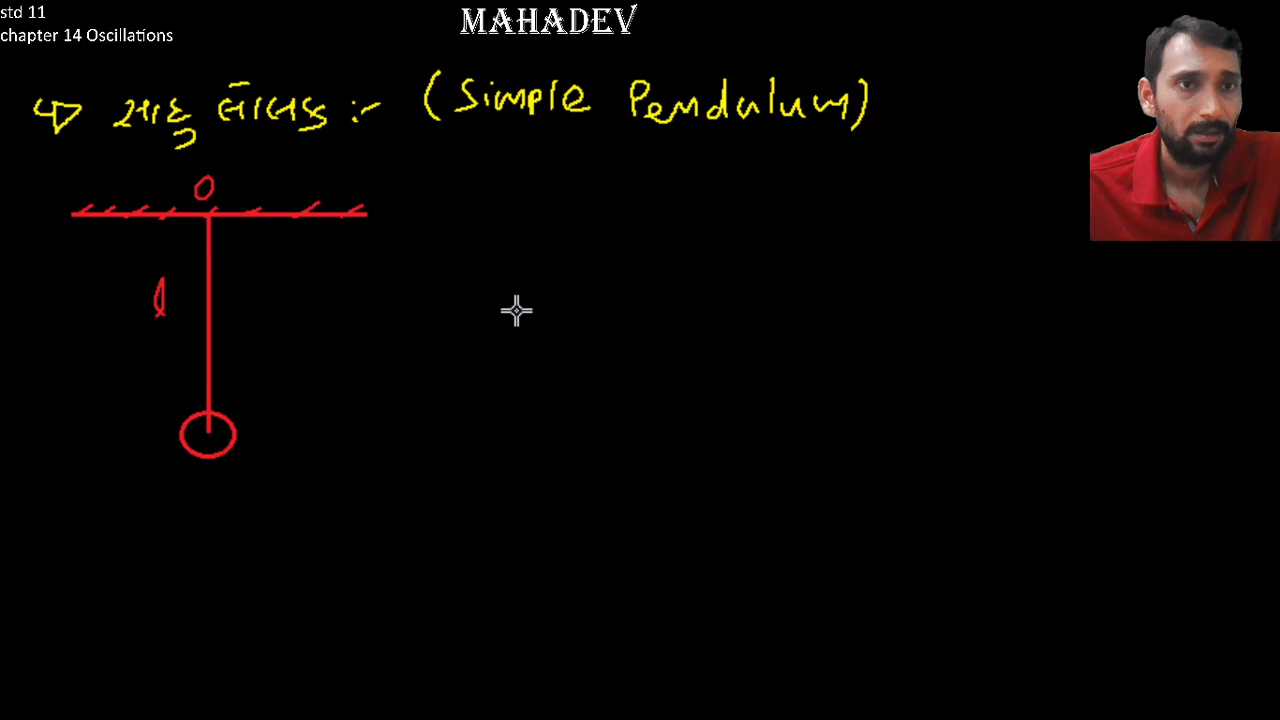 std 11
MAHADEV
chapter 14 Oscillations
સાદું લોલક :- (Simple Pendulum)
O
l